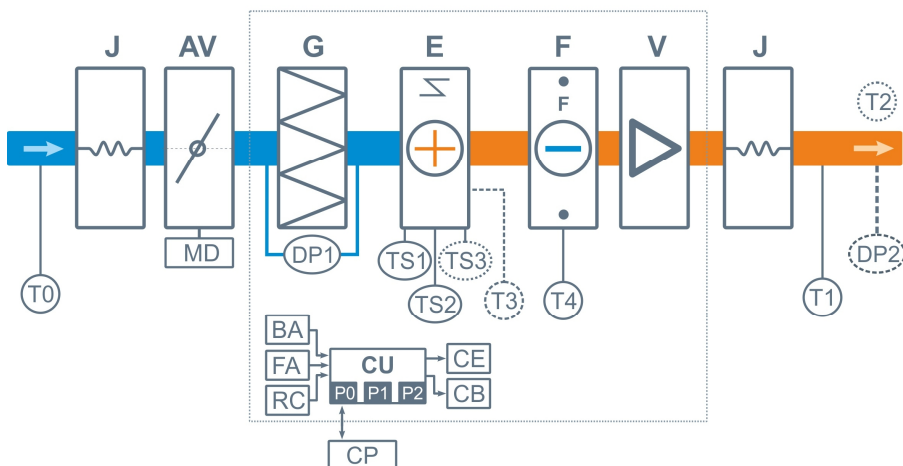 J AV G E F V J
F
T2
MD
DP1
TS1
TS3
TS2
T3
T4
T0
T1
DP2
BA
FA
RC
CU
P0 P1 P2
CE
CB
CP